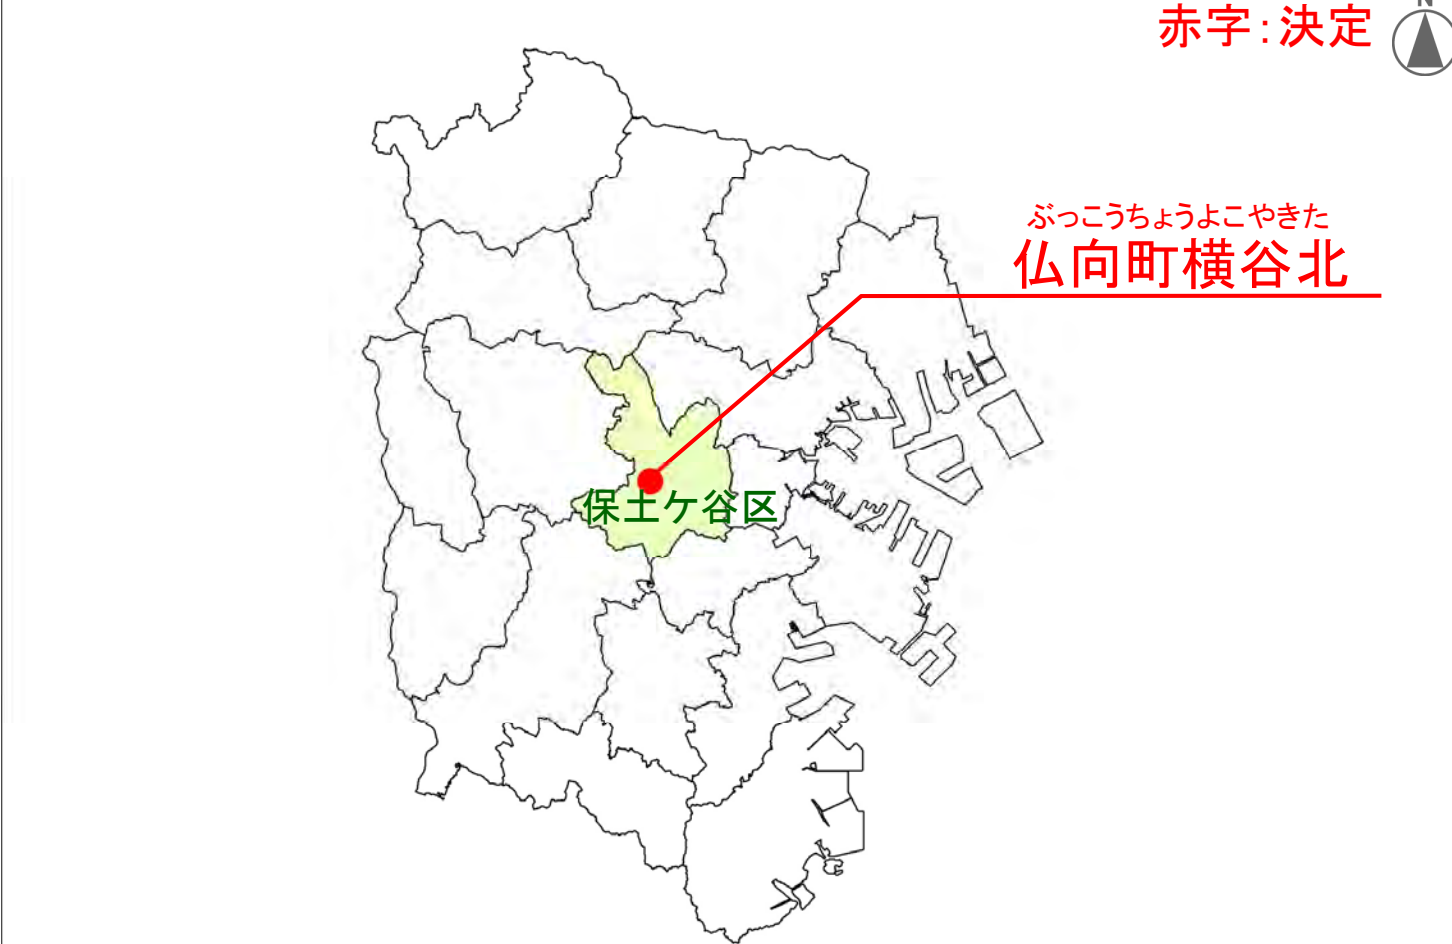 赤字:決定
N
ぶっこうちょうよこやきた
仏向町横谷北
保土ケ谷区